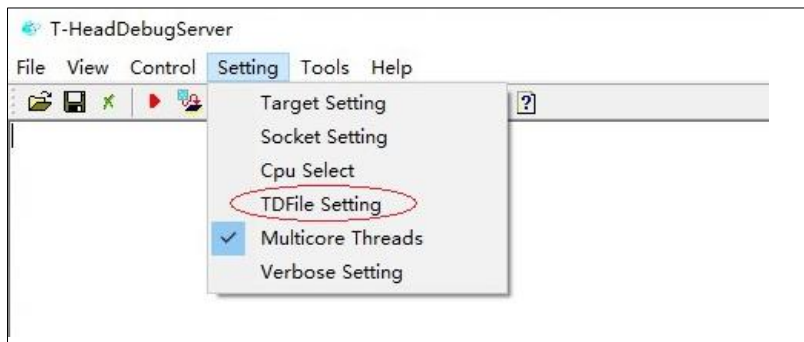 T-HeadDebugServer
File View Control Setting Tools Help
Target Setting
Socket Setting
Cpu Select
TDFile Setting
Multicore Threads
Verbose Setting